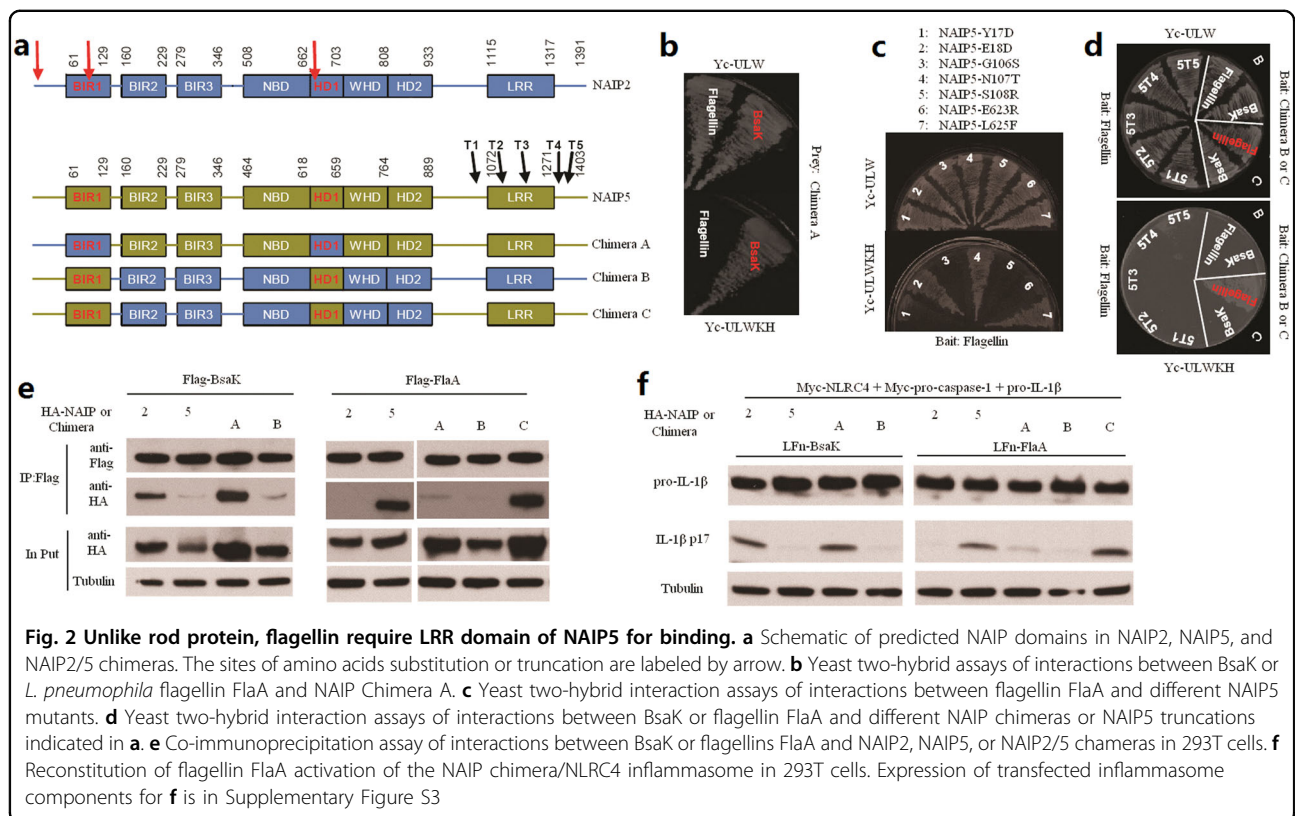 a
61 129 160 229 279 346 508 662 703 808 933 1115 1317 1391
BIR1 BIR2 BIR3 NBD HD1 WHD HD2 LRR NAIP2
T1 T2 T3 T4 T5
61 129 160 229 279 346 464 618 659 764 889 1072 1271 1403
BIR1 BIR2 BIR3 NBD HD1 WHD HD2 LRR NAIP5
BIR1 BIR2 BIR3 NBD HD1 WHD HD2 LRR Chimera A
BIR1 BIR2 BIR3 NBD HD1 WHD HD2 LRR Chimera B
BIR1 BIR2 BIR3 NBD HD1 WHD HD2 LRR Chimera C
b
Yc-ULW
Flagellin BsaK
Flagellin BsaK
Prey: Chimera A
Yc-ULWKH
c
1: NAIP5-Y17D
2: NAIP5-E18D
3: NAIP5-G106S
4: NAIP5-N107T
5: NAIP5-S108R
6: NAIP5-E623R
7: NAIP5-L625F
Yc-ULW
1 2 3 4 5 6 7
Yc-ULWKH
1 2 3 4 5 6 7
Bait: Flagellin
d
Yc-ULW
Bait: Flagellin
5T1 5T2 5T3 5T4 5T5
B Flagellin BsaK
C Flagellin BsaK
Bait: Chimera B or C
Bait: Flagellin
5T1 5T2 5T3 5T4 5T5
B Flagellin BsaK
C Flagellin BsaK
Bait: Chimera B or C
Yc-ULWKH
e
Flag-BsaK Flag-FlaA
HA-NAIP or Chimera 2 5 A B 2 5 A B C
IP:Flag
anti-Flag
anti-HA
In Put
anti-HA
Tubulin
f
Myc-NLRC4 + Myc-pro-caspase-1 + pro-IL-1β
HA-NAIP or Chimera 2 5 A B 2 5 A B C
LFn-BsaK LFn-FlaA
pro-IL-1β
IL-1β p17
Tubulin
Fig. 2 Unlike rod protein, flagellin require LRR domain of NAIP5 for binding. a Schematic of predicted NAIP domains in NAIP2, NAIP5, and
NAIP2/5 chimeras. The sites of amino acids substitution or truncation are labeled by arrow. b Yeast two-hybrid assays of interactions between BsaK or
L. pneumophila flagellin FlaA and NAIP Chimera A. c Yeast two-hybrid interaction assays of interactions between flagellin FlaA and different NAIP5
mutants. d Yeast two-hybrid interaction assays of interactions between BsaK or flagellin FlaA and different NAIP chimeras or NAIP5 truncations
indicated in a. e Co-immunoprecipitation assay of interactions between BsaK or flagellins FlaA and NAIP2, NAIP5, or NAIP2/5 chameras in 293T cells. f
Reconstitution of flagellin FlaA activation of the NAIP chimera/NLRC4 inflammasome in 293T cells. Expression of transfected inflammasome
components for f is in Supplementary Figure S3